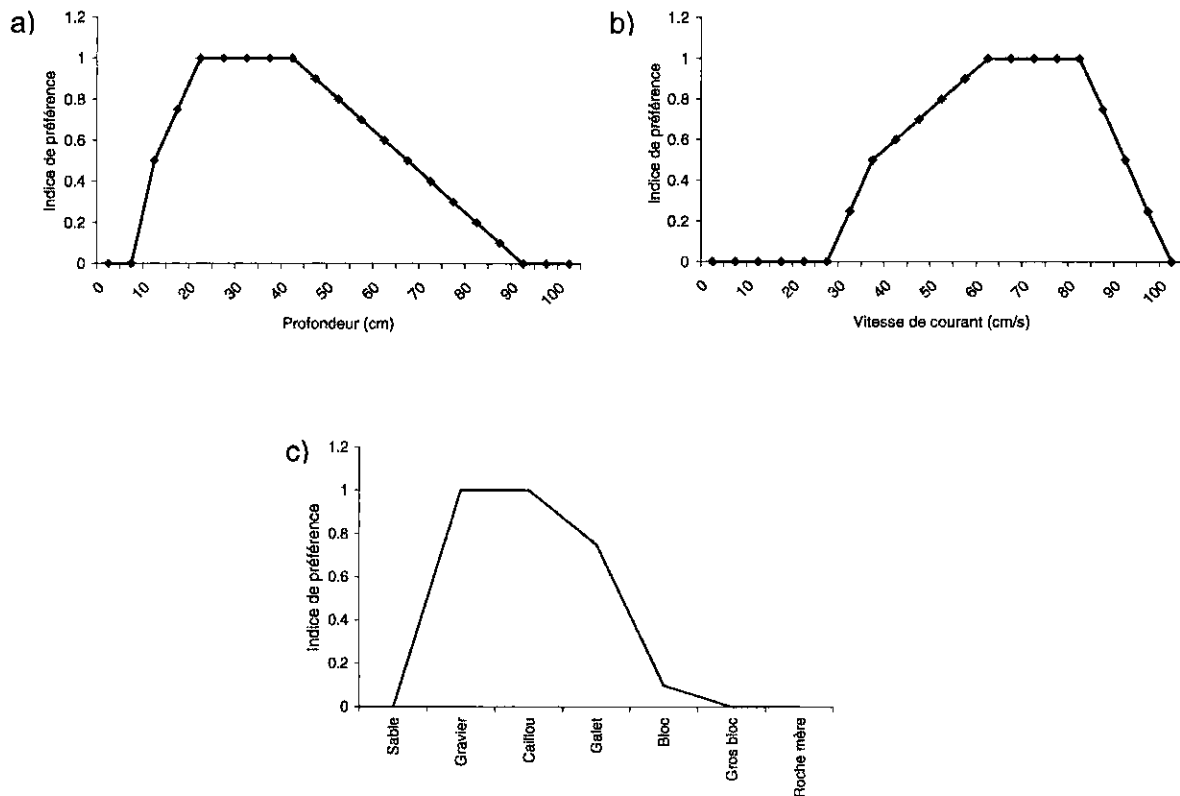 a)
Indice de préférence
1.2
1
0.8
0.6
0.4
0.2
0
0 10 20 30 40 50 60 70 80 90 100
Profondeur (cm)
b)
Indice de préférence
1.2
1
0.8
0.6
0.4
0.2
0
0 10 20 30 40 50 60 70 80 90 100
Vitesse de courant (cm/s)
c)
Indice de préférence
1.2
1
0.8
0.6
0.4
0.2
0
Sable
Gravier
Caillou
Galet
Bloc
Gros bloc
Roche mère